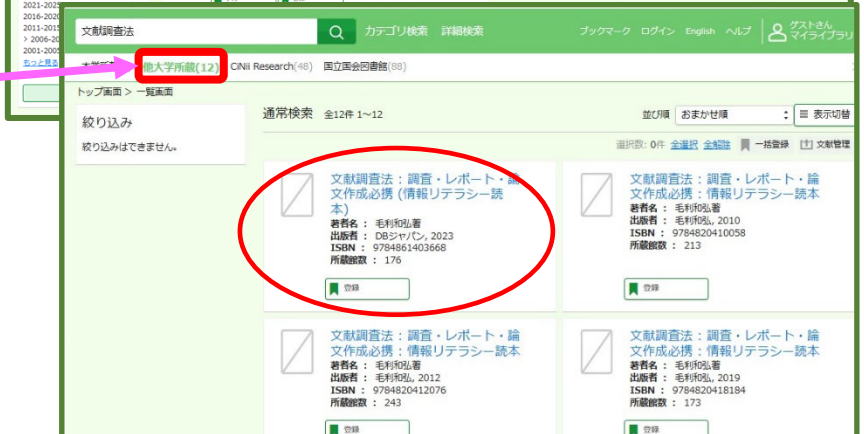 2021-2025
2016-2020
2011-2015
> 2006-20
2001-2005
もっと見る
文献調査法
カテゴリ検索 詳細検索
ブックマーク ログイン English ヘルプ
ゲストさん
マイライブラリ
他大学所蔵(12)
CiNii Research(48) 国立国会図書館(88)
トップ画面 > 一覧画面
絞り込み
絞り込みはできません。
通常検索 全12件 1~12
並び順 おまかせ順
表示切替
選択数: 0件 全選択 全解除 一括登録 文献管理
文献調査法：調査・レポート・論
文作成必携 (情報リテラシー読
本)
著者名 ： 毛利和弘著
出版者 ： DBジャパン, 2023
ISBN ： 9784861403668
所蔵館数 ： 176
登録
文献調査法：調査・レポート・論
文作成必携：情報リテラシー読本
著者名 ： 毛利和弘著
出版者 ： 毛利和弘, 2010
ISBN ： 9784820410058
所蔵館数 ： 213
登録
文献調査法：調査・レポート・論
文作成必携：情報リテラシー読本
著者名 ： 毛利和弘著
出版者 ： 毛利和弘, 2012
ISBN ： 9784820412076
所蔵館数 ： 243
登録
文献調査法：調査・レポート・論
文作成必携：情報リテラシー読本
著者名 ： 毛利和弘著
出版者 ： 毛利和弘, 2019
ISBN ： 9784820418184
所蔵館数 ： 173
登録